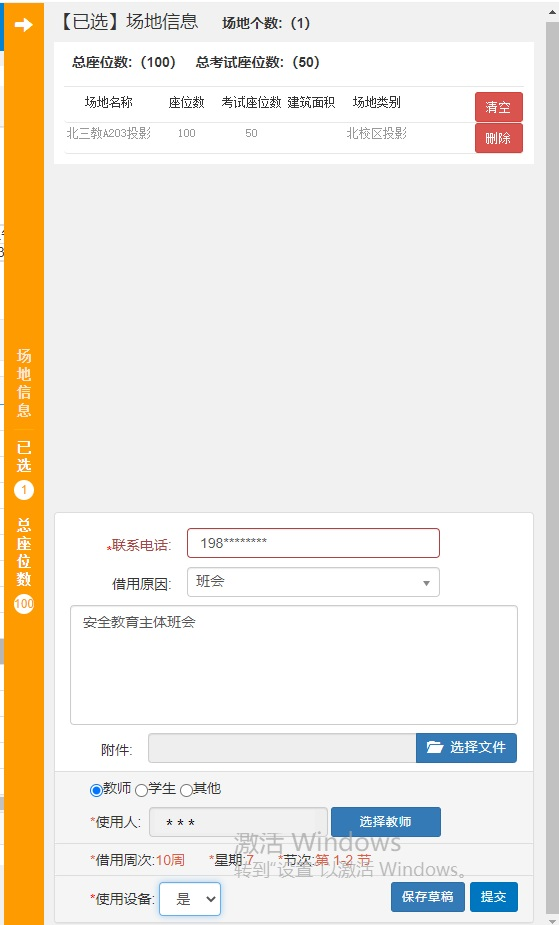 【已选】场地信息 场地个数:（1）
总座位数:（100） 总考试座位数:（50）
场地名称 座位数 考试座位数 建筑面积 场地类别 清空
北三教A203投影 100 50 北校区投影 删除
场地信息
已选
1
总座位数
100
*联系电话: 198********
借用原因: 班会
安全教育主体班会
附件: 选择文件
教师 学生 其他
*使用人: *** 选择教师
*借用周次:10周 *星期:7 *节次:第 1-2 节
*使用设备: 是 保存草稿 提交
激活 Windows
转到"设置"以激活 Windows。